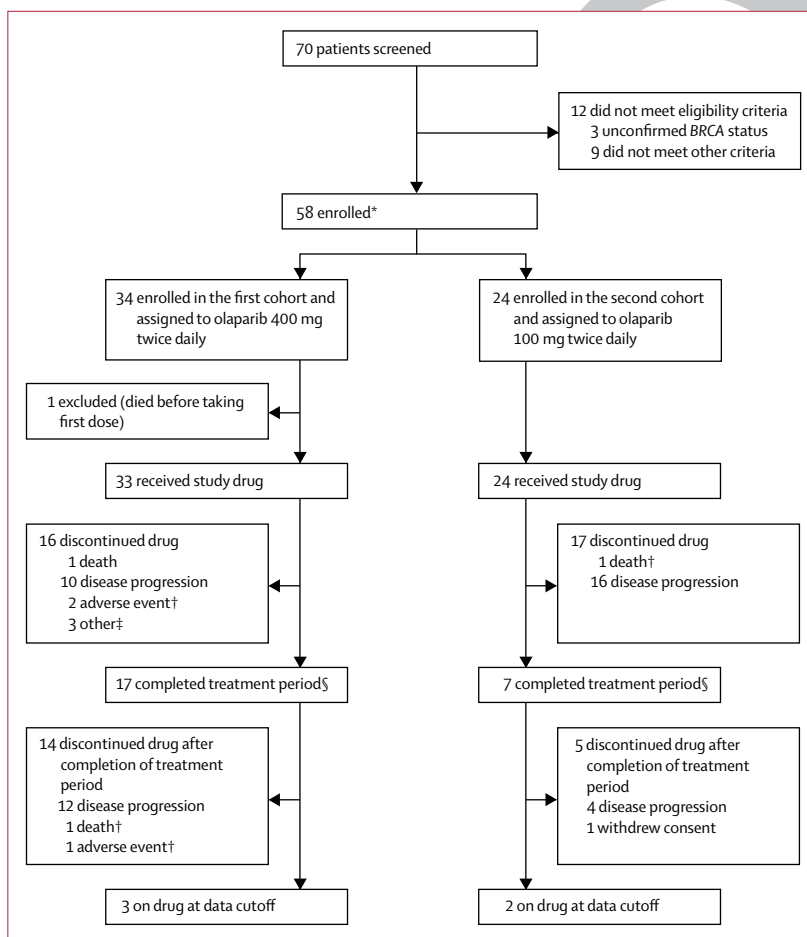 70 patients screened
12 did not meet eligibility criteria
3 unconfirmed BRCA status
9 did not meet other criteria
58 enrolled*
34 enrolled in the first cohort and
assigned to olaparib 400 mg
twice daily
24 enrolled in the second cohort
and assigned to olaparib
100 mg twice daily
1 excluded (died before taking
first dose)
33 received study drug
24 received study drug
16 discontinued drug
1 death
10 disease progression
2 adverse event†
3 other‡
17 discontinued drug
1 death†
16 disease progression
17 completed treatment period§
7 completed treatment period§
14 discontinued drug after
completion of treatment
period
12 disease progression
1 death†
1 adverse event†
5 discontinued drug after
completion of treatment
period
4 disease progression
1 withdrew consent
3 on drug at data cutoff
2 on drug at data cutoff